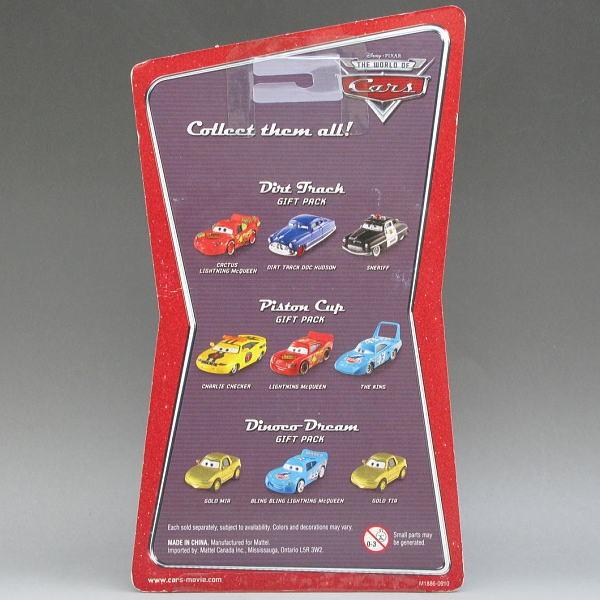 Disney • PIXAR
THE WORLD OF
Cars
Collect them all!
Dirt Track
GIFT PACK
CACTUS
LIGHTNING McQUEEN
DIRT TRACK DOC HUDSON
SHERIFF
Piston Cup
GIFT PACK
CHARLIE CHECKER
LIGHTNING McQUEEN
THE KING
Dinoco Dream
GIFT PACK
GOLD MIA
BLING BLING LIGHTNING McQUEEN
GOLD TIA
Each sold separately, subject to availability. Colors and decorations may vary.
MADE IN CHINA. Manufactured for Mattel.
Imported by: Mattel Canada Inc., Mississauga, Ontario L5R 3W2.
0-3
Small parts may
be generated.
www.cars-movie.com
M1886-0910